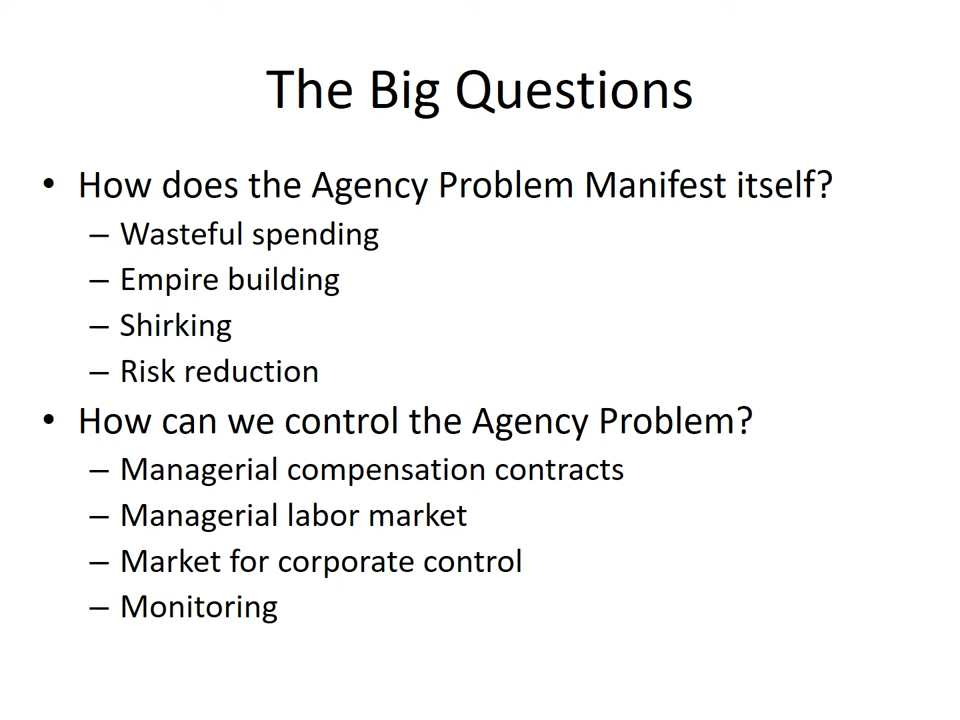 The Big Questions
• How does the Agency Problem Manifest itself?
– Wasteful spending
– Empire building
– Shirking
– Risk reduction
• How can we control the Agency Problem?
– Managerial compensation contracts
– Managerial labor market
– Market for corporate control
– Monitoring